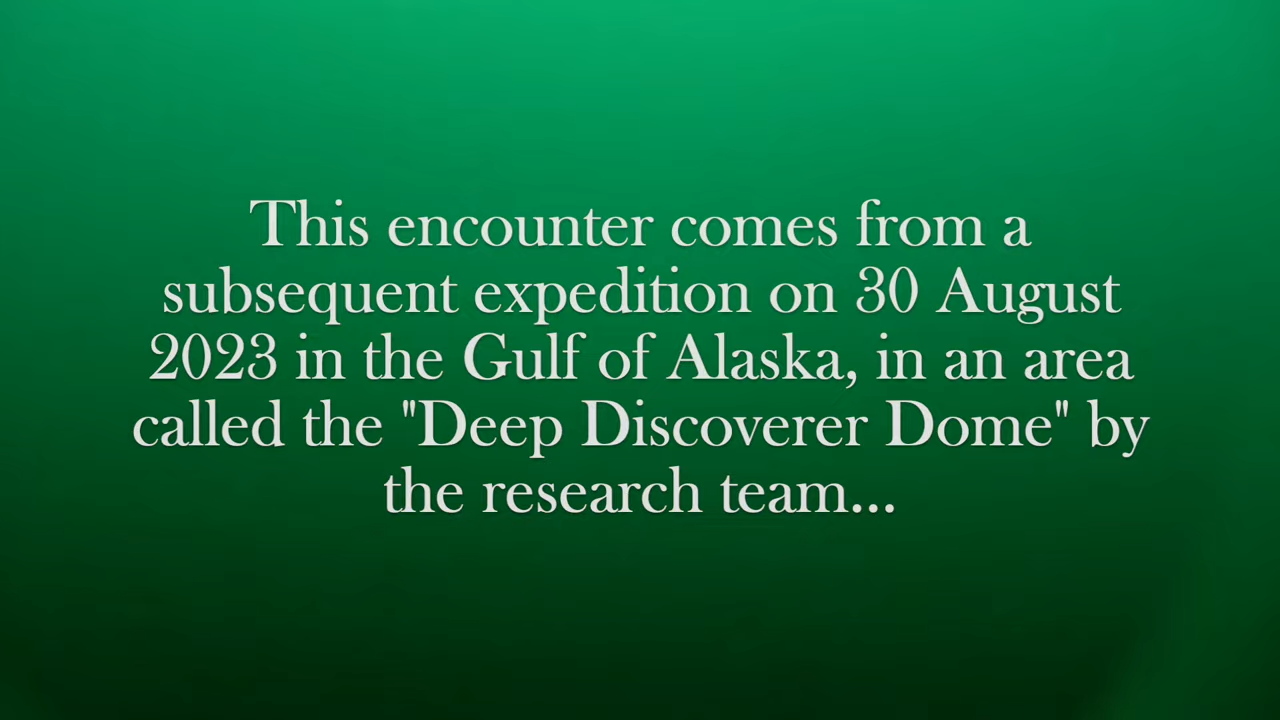 This encounter comes from a
subsequent expedition on 30 August
2023 in the Gulf of Alaska, in an area
called the "Deep Discoverer Dome" by
the research team...